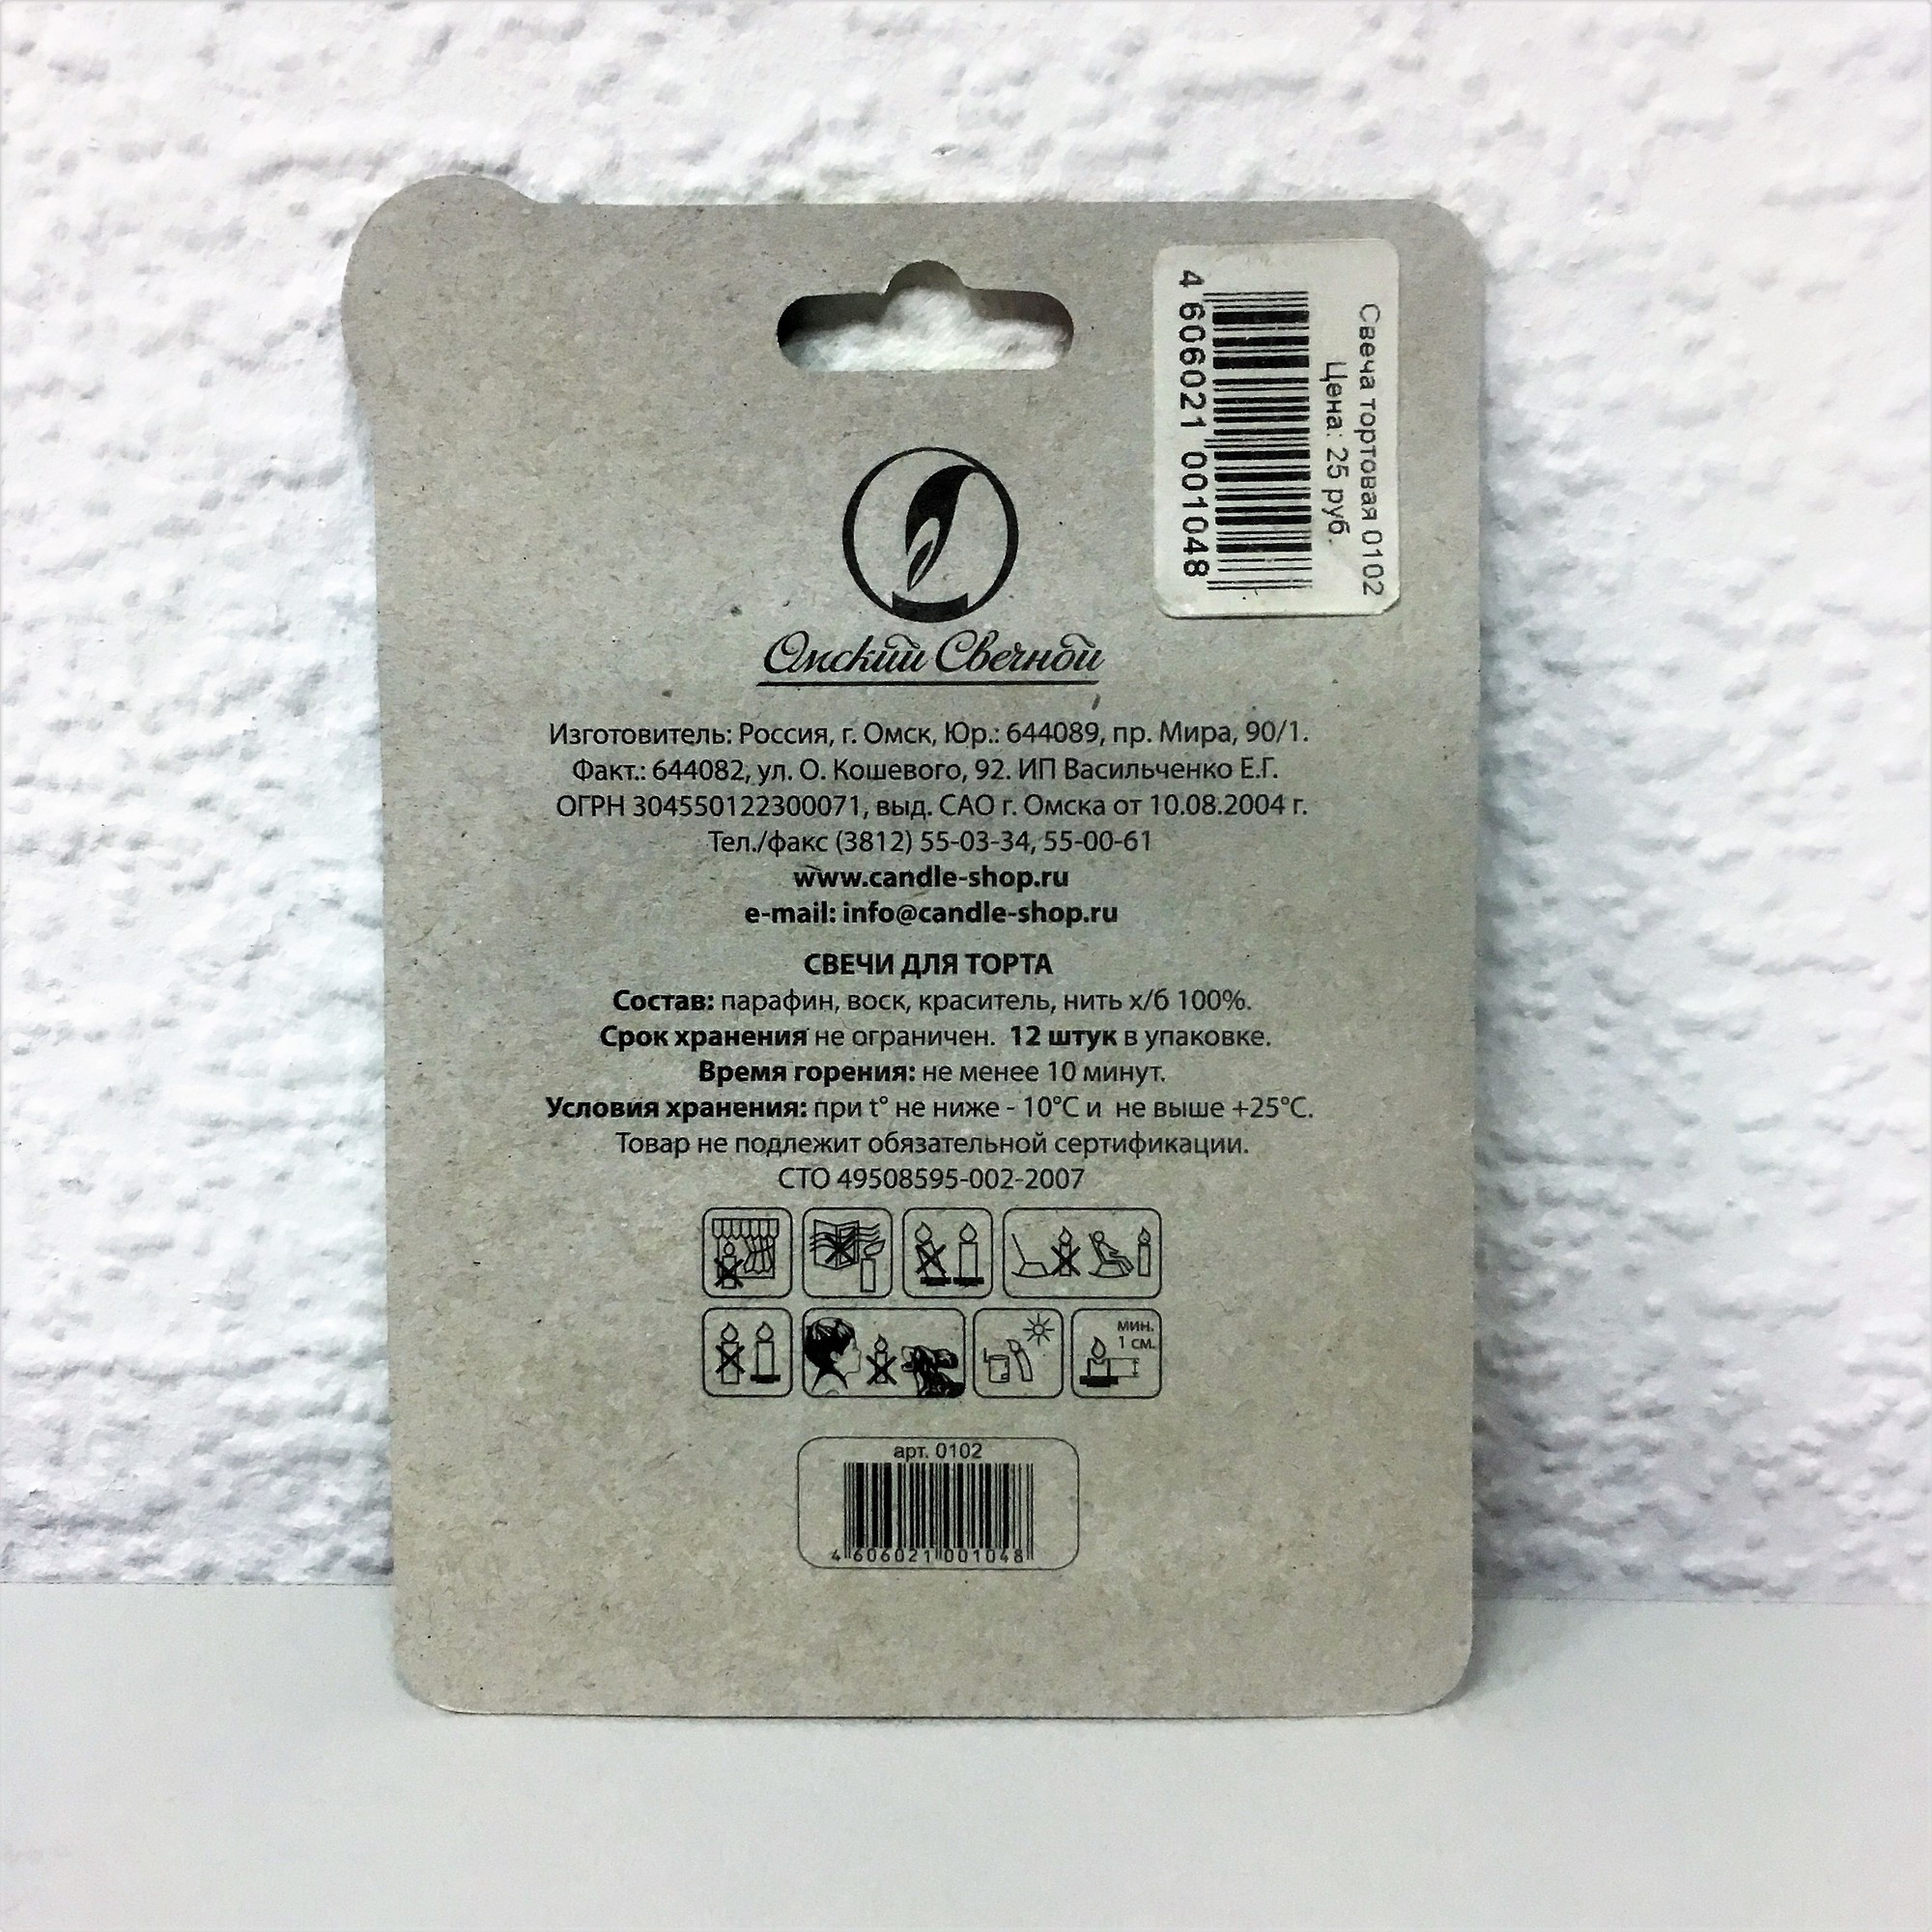 Свеча тортовая 0102
Цена: 25 руб.
4 606021 001048
Омский Свечной
Изготовитель: Россия, г. Омск, Юр.: 644089, пр. Мира, 90/1.
Факт.: 644082, ул. О. Кошевого, 92. ИП Васильченко Е.Г.
ОГРН 304550122300071, выд. САО г. Омска от 10.08.2004 г.
Тел./факс (3812) 55-03-34, 55-00-61
www.candle-shop.ru
e-mail: info@candle-shop.ru
СВЕЧИ ДЛЯ ТОРТА
Состав: парафин, воск, краситель, нить х/б 100%.
Срок хранения не ограничен. 12 штук в упаковке.
Время горения: не менее 10 минут.
Условия хранения: при t° не ниже - 10°С и не выше +25°С.
Товар не подлежит обязательной сертификации.
СТО 49508595-002-2007
мин.
1 см.
арт. 0102
4 606021 001048